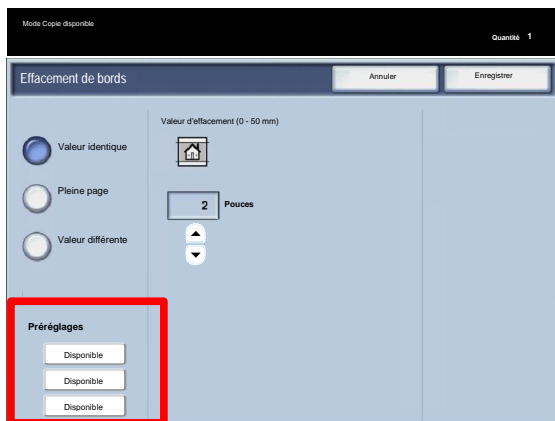 Mode Copie disponible
Quantité 1
Effacement de bords
Annuler
Enregistrer
Valeur d'effacement (0 - 50 mm)
Valeur identique
Pleine page
2 Pouces
Valeur différente
Préréglages
Disponible
Disponible
Disponible